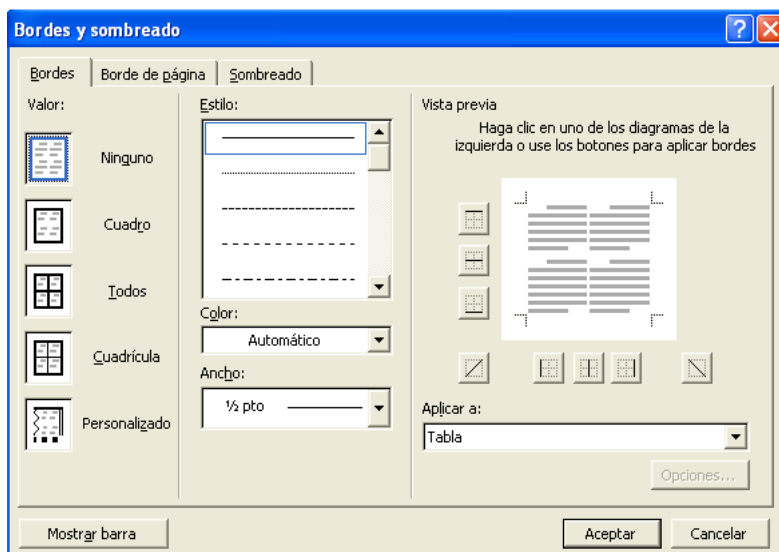 Bordes y sombreado
Bordes
Borde de página
Sombreado
Valor:
Ninguno
Cuadro
Todos
Cuadrícula
Personalizado
Estilo:
Color:
Automático
Ancho:
½ pto
Vista previa
Haga clic en uno de los diagramas de la
izquierda o use los botones para aplicar bordes
Aplicar a:
Tabla
Opciones...
Mostrar barra
Aceptar
Cancelar